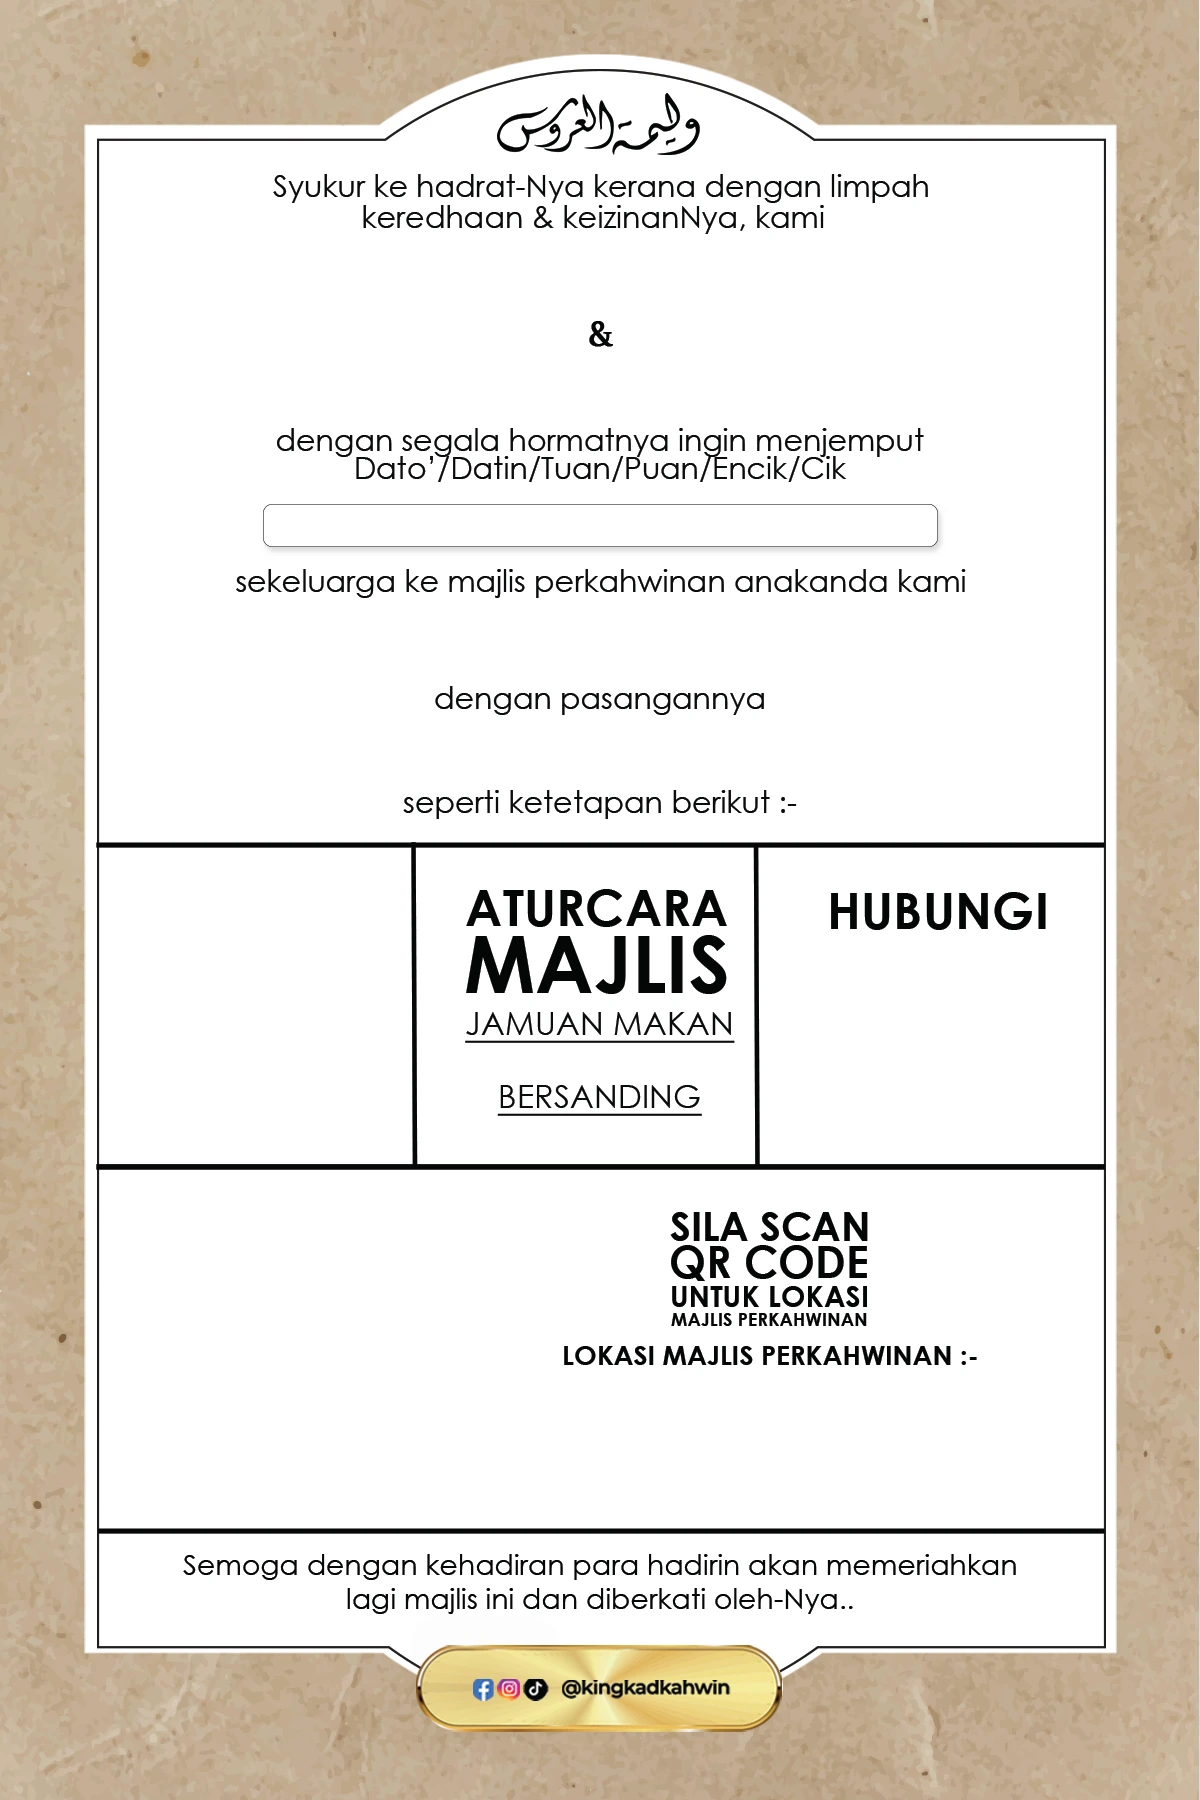 وليمة العروس
Syukur ke hadrat-Nya kerana dengan limpah
keredhaan & keizinanNya, kami
&
dengan segala hormatnya ingin menjemput
Dato’/Datin/Tuan/Puan/Encik/Cik
sekeluarga ke majlis perkahwinan anakanda kami
dengan pasangannya
seperti ketetapan berikut :-
ATURCARA
MAJLIS
JAMUAN MAKAN
BERSANDING
HUBUNGI
SILA SCAN
QR CODE
UNTUK LOKASI
MAJLIS PERKAHWINAN
LOKASI MAJLIS PERKAHWINAN :-
Semoga dengan kehadiran para hadirin akan memeriahkan
lagi majlis ini dan diberkati oleh-Nya..
@kingkadkahwin